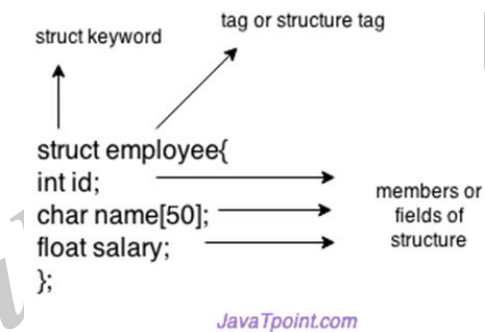 struct keyword
tag or structure tag
struct employee{
int id;
char name[50];
float salary;
};
members or
fields of
structure
JavaTpoint.com